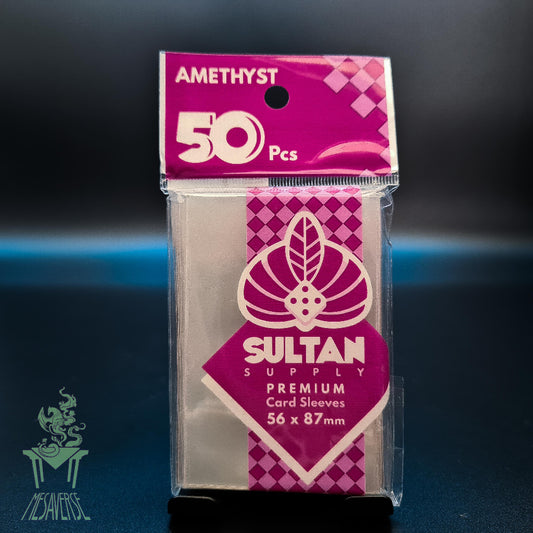 AMETHYST
50 Pcs
SULTAN
SUPPLY
PREMIUM
Card Sleeves
56 x 87mm
MESAVERSE